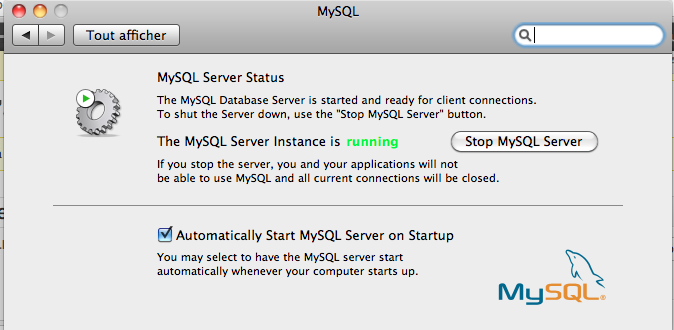 MySQL
Tout afficher
MySQL Server Status
The MySQL Database Server is started and ready for client connections.
To shut the Server down, use the "Stop MySQL Server" button.
The MySQL Server Instance is running
Stop MySQL Server
If you stop the server, you and your applications will not
be able to use MySQL and all current connections will be closed.
Automatically Start MySQL Server on Startup
You may select to have the MySQL server start
automatically whenever your computer starts up.
MySQL®